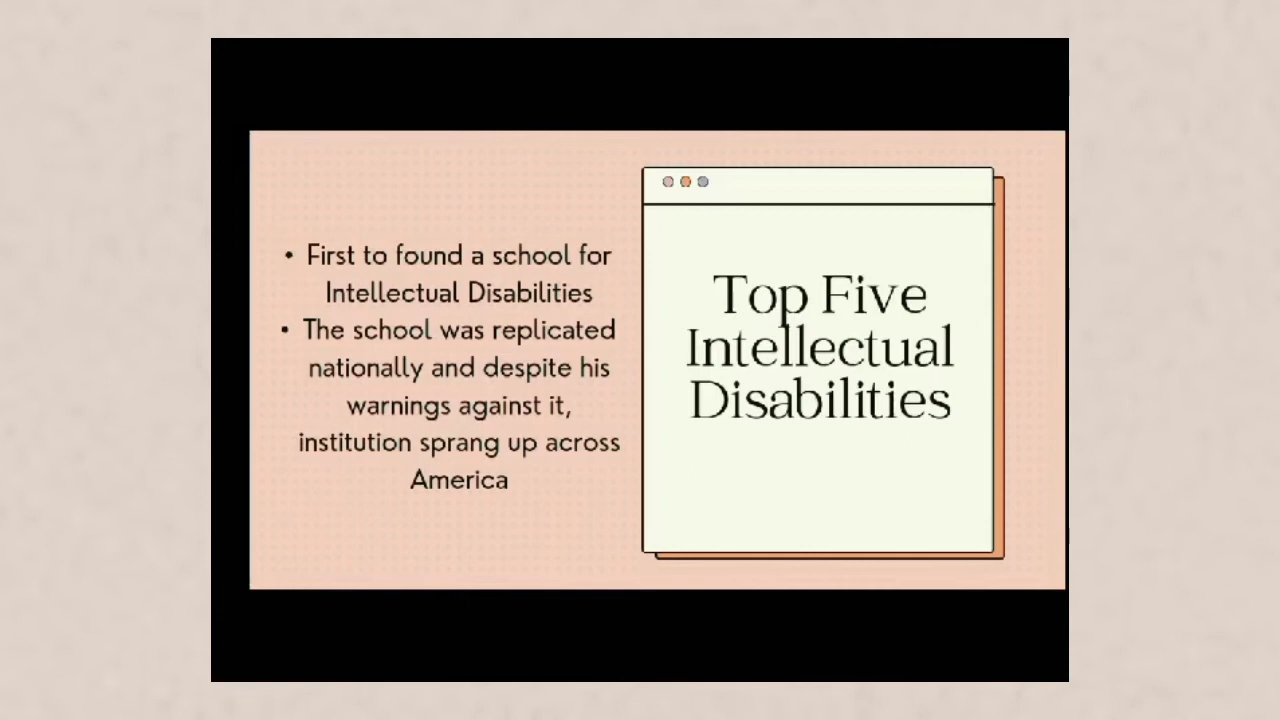 • First to found a school for
Intellectual Disabilities
• The school was replicated
nationally and despite his
warnings against it,
institution sprang up across
America
Top Five
Intellectual
Disabilities